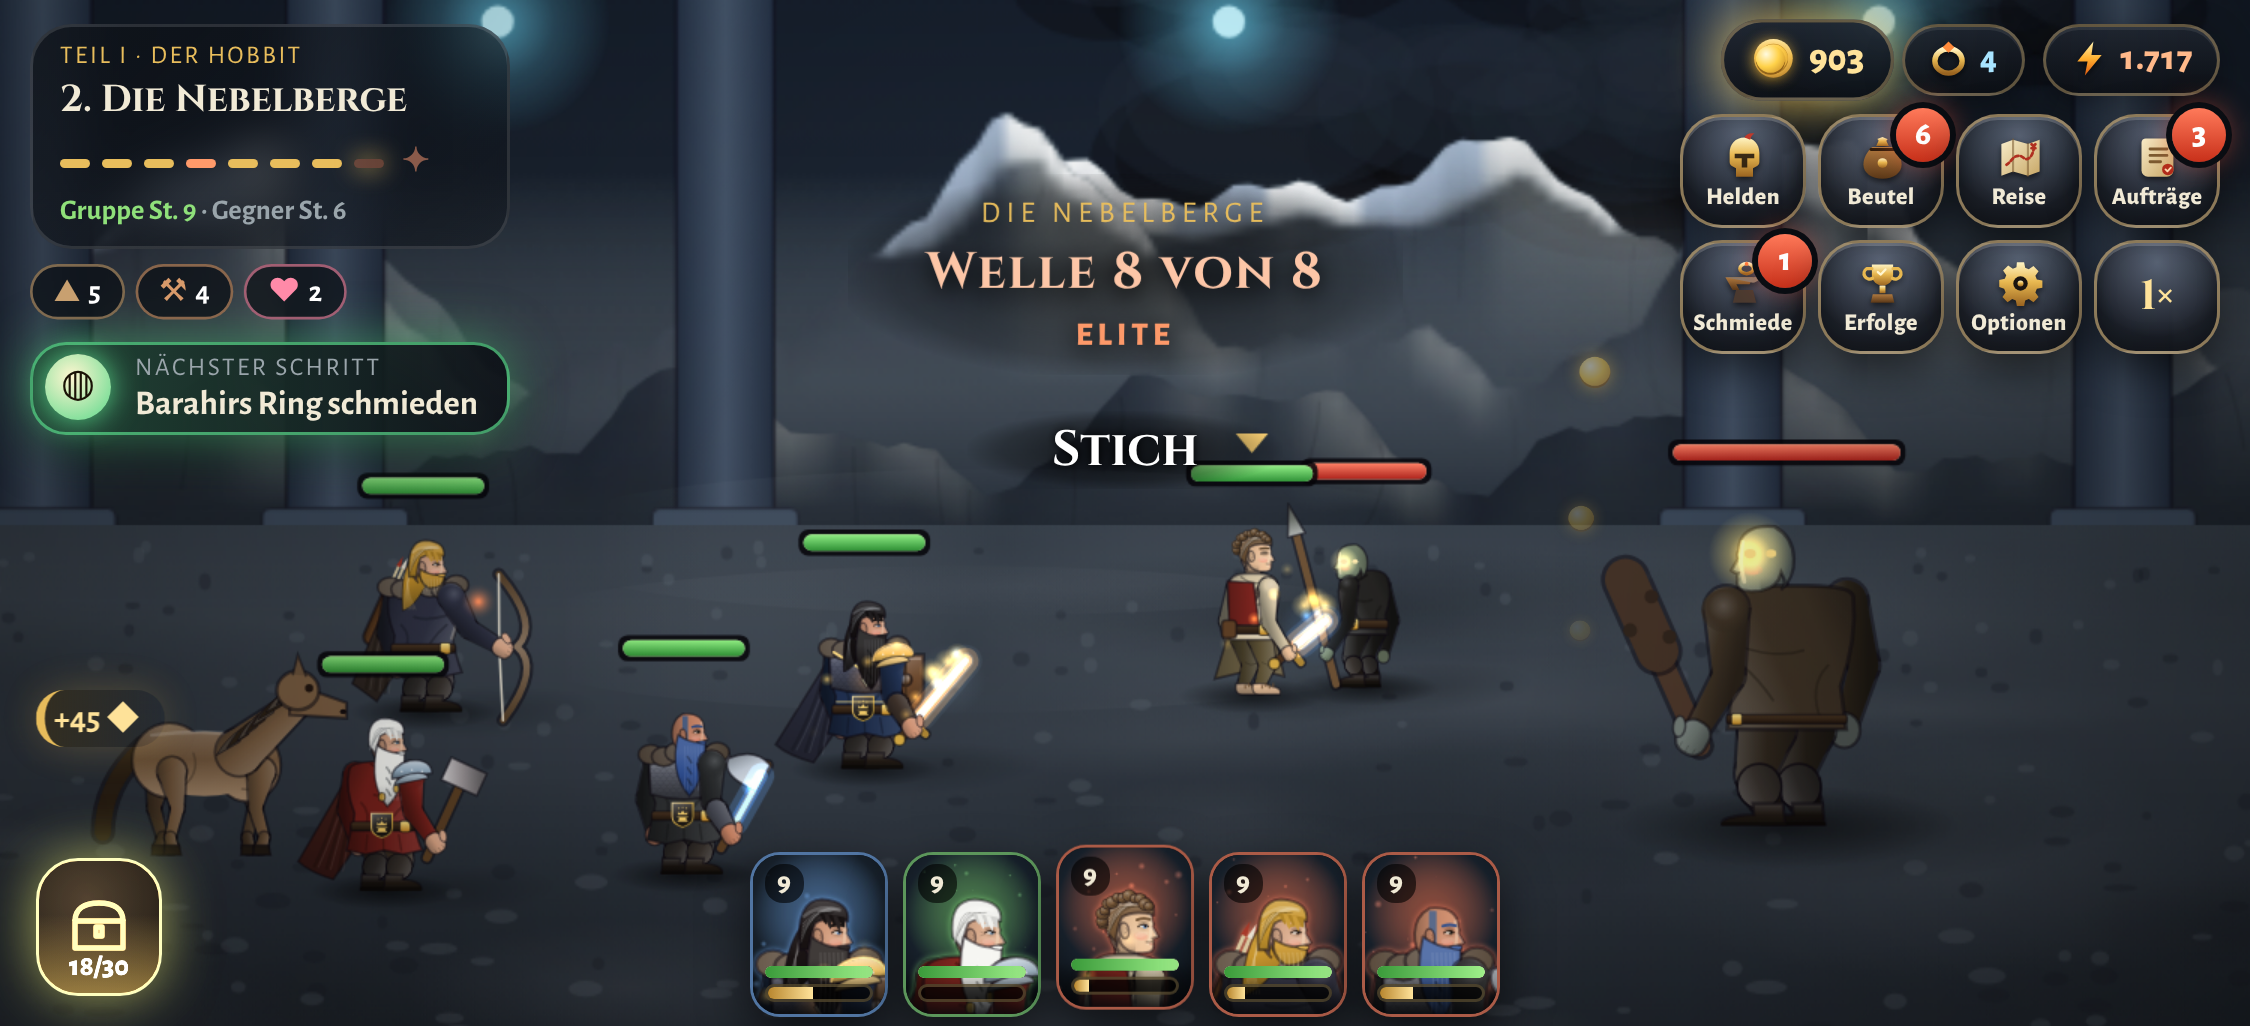 TEIL I · DER HOBBIT
2. Die Nebelberge
Gruppe St. 9 · Gegner St. 6
5
4
2
NÄCHSTER SCHRITT
Barahirs Ring schmieden
DIE NEBELBERGE
Welle 8 von 8
ELITE
Stich
903
4
1.717
Helden
6
Beutel
Reise
3
Aufträge
1
Schmiede
Erfolge
Optionen
1×
+45
18/30
9
9
9
9
9